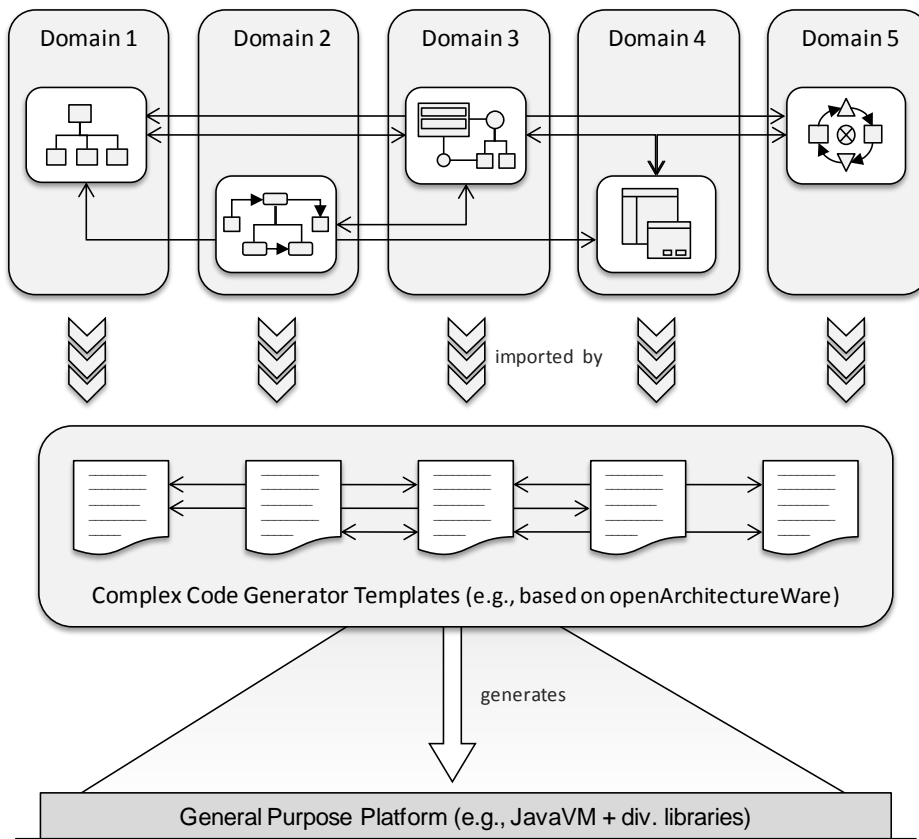 Domain 1
Domain 2
Domain 3
Domain 4
Domain 5
imported by
Complex Code Generator Templates (e.g., based on openArchitectureWare)
generates
General Purpose Platform (e.g., JavaVM + div. libraries)